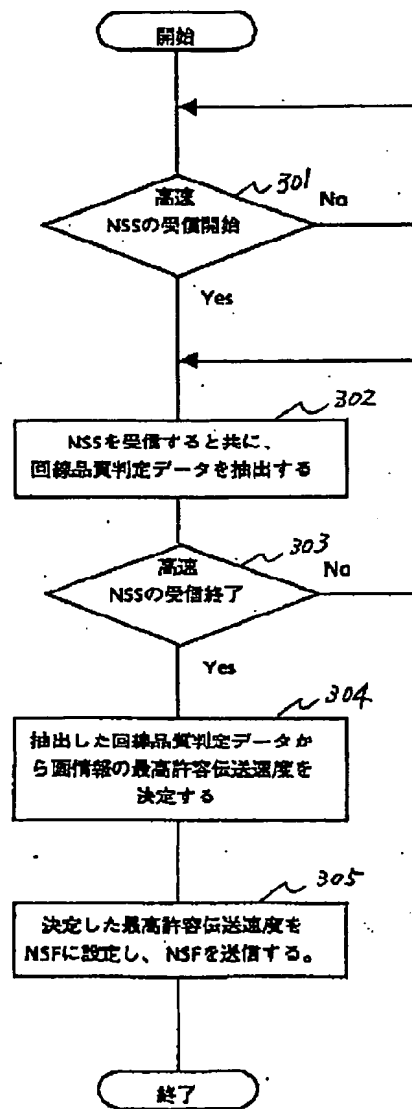 開始
301
高速
NSSの受信開始
No
Yes
302
NSSを受信すると共に、
回線品質判定データを抽出する
303
高速
NSSの受信終了
No
Yes
304
抽出した回線品質判定データか
ら画情報の最高許容伝送速度を
決定する
305
決定した最高許容伝送速度を
NSFに設定し、NSFを送信する。
終了